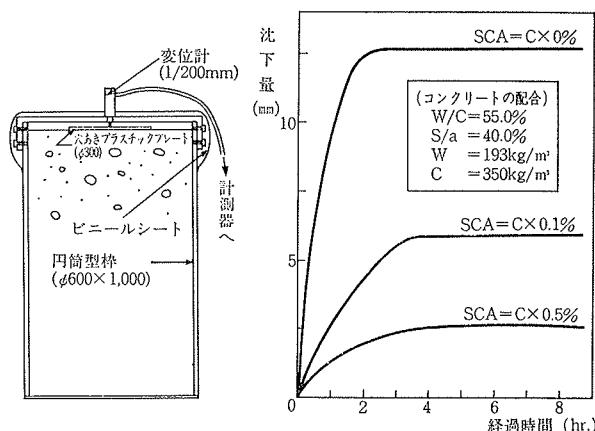 変位計
(1/200mm)
穴あきプラスチックプレート
(φ300)
計測器へ
ビニールシート
円筒型枠
(φ600×1,000)
沈下量
(mm)
10
5
0
2
4
6
8
経過時間 (hr.)
SCA=C×0%
(コンクリートの配合)
W/C=55.0%
S/a =40.0%
W =193kg/m³
C =350kg/m³
SCA=C×0.1%
SCA=C×0.5%